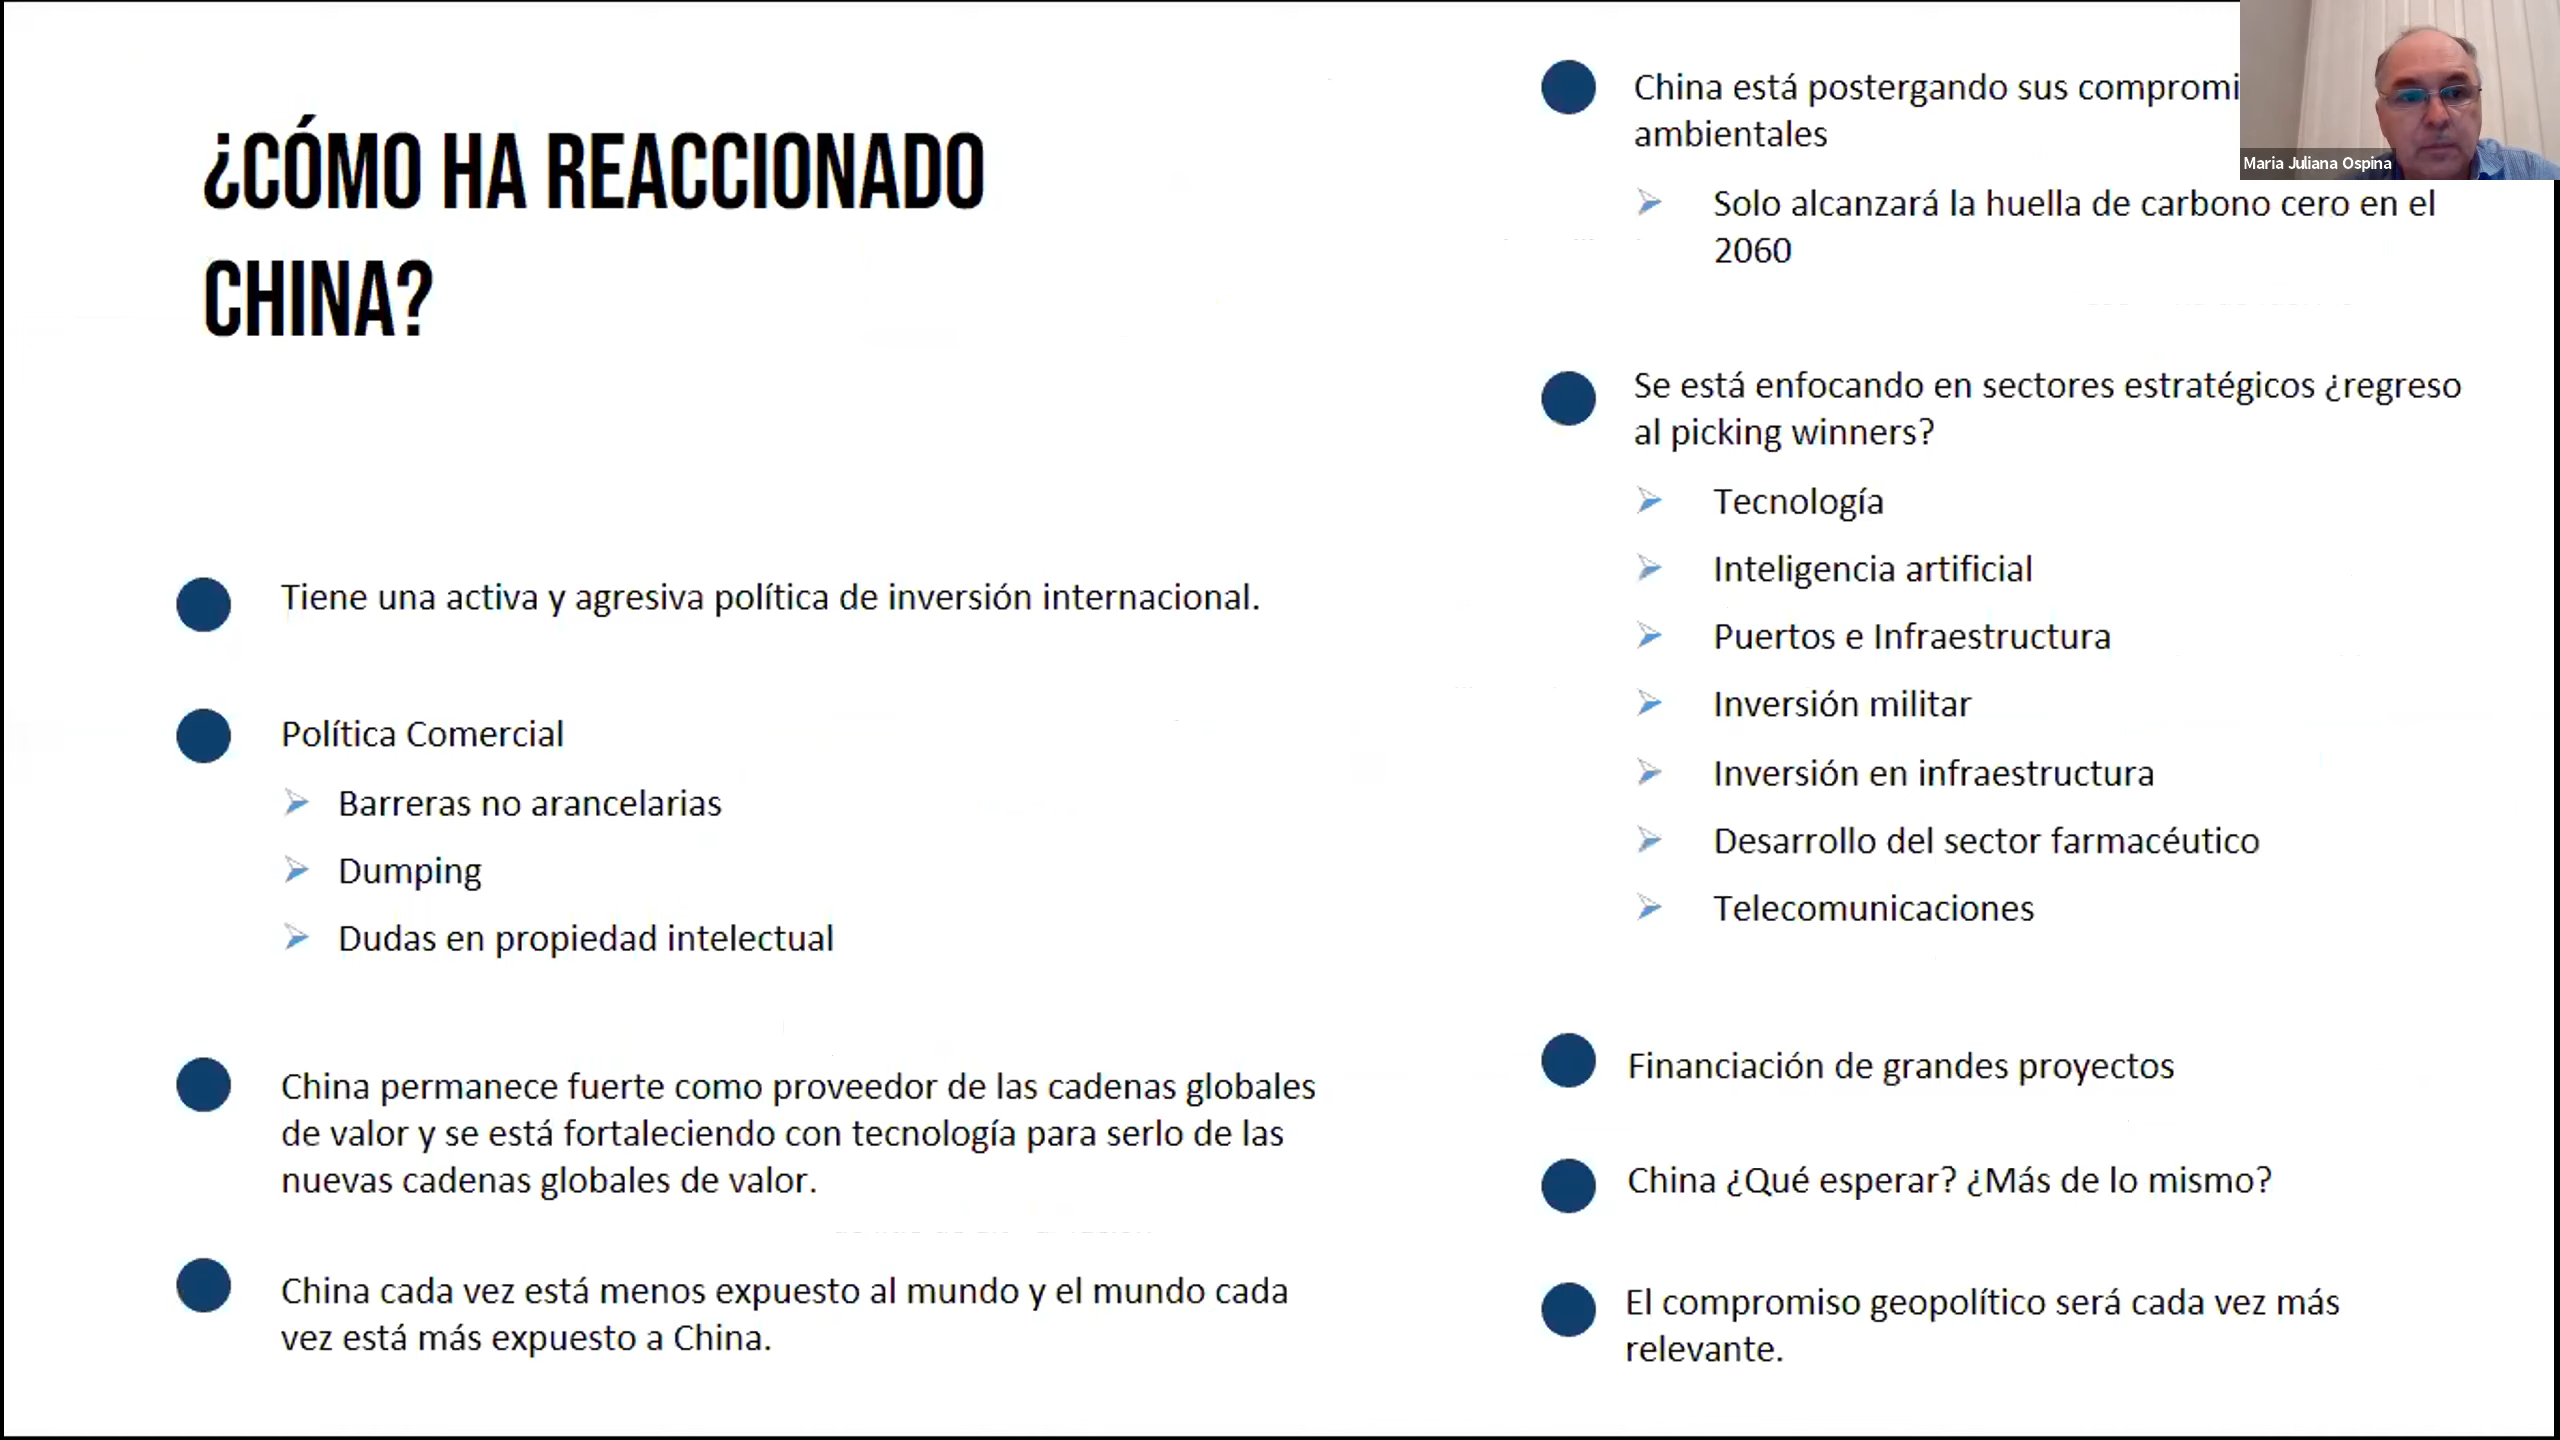 ¿CÓMO HA REACCIONADO
CHINA?
Tiene una activa y agresiva política de inversión internacional.
Política Comercial
Barreras no arancelarias
Dumping
Dudas en propiedad intelectual
China permanece fuerte como proveedor de las cadenas globales
de valor y se está fortaleciendo con tecnología para serlo de las
nuevas cadenas globales de valor.
China cada vez está menos expuesto al mundo y el mundo cada
vez está más expuesto a China.
China está postergando sus
ambientales
Solo alcanzará la huella de carbono cero en el
2060
Se está enfocando en sectores estratégicos ¿regreso
al picking winners?
Tecnología
Inteligencia artificial
Puertos e Infraestructura
Inversión militar
Inversión en infraestructura
Desarrollo del sector farmacéutico
Telecomunicaciones
Financiación de grandes proyectos
China ¿Qué esperar? ¿Más de lo mismo?
El compromiso geopolítico será cada vez más
relevante.
Maria Juliana Ospina